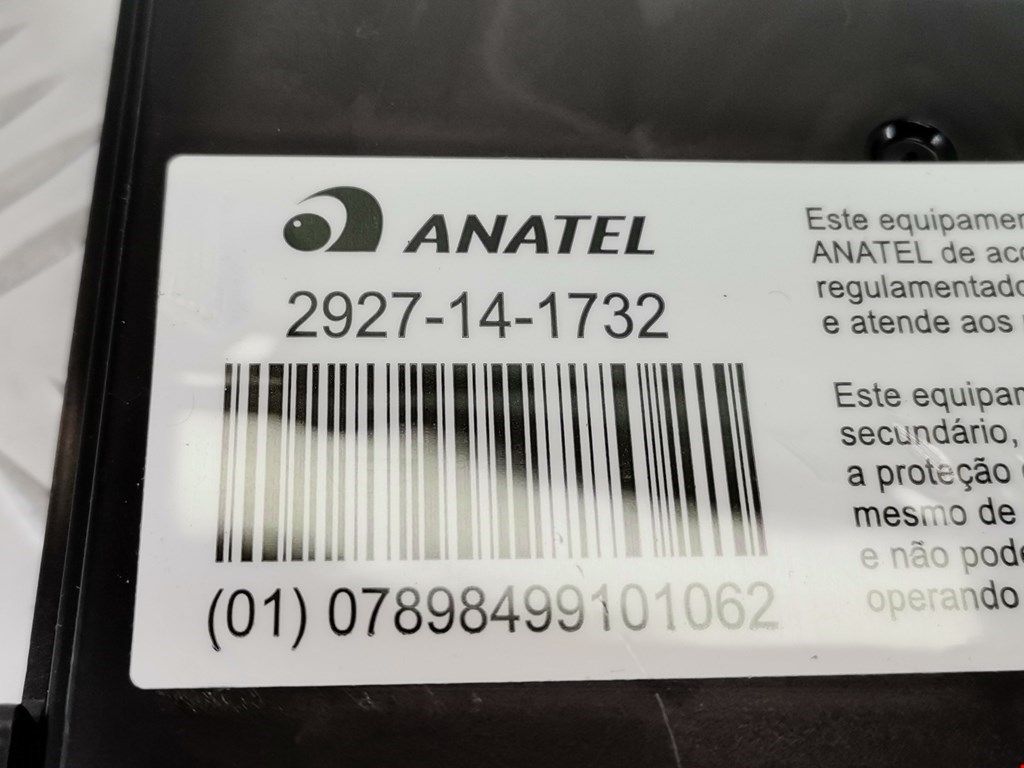 ANATEL
2927-14-1732
(01) 07898499101062
Este equipamen
ANATEL de aco
regulamentado
e atende aos
Este equipar
secundário,
a proteção
mesmo de
e não pode
operando